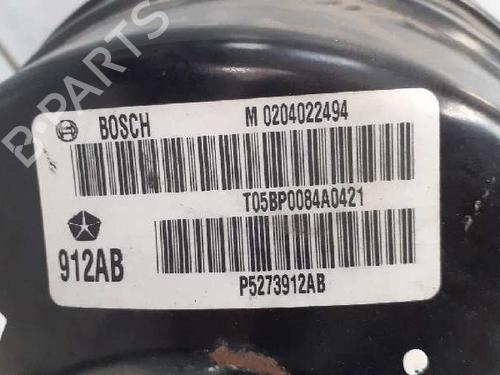 BOSCH M 0204022494
T05BP0084A0421
912AB
P5273912AB
B-PARTS